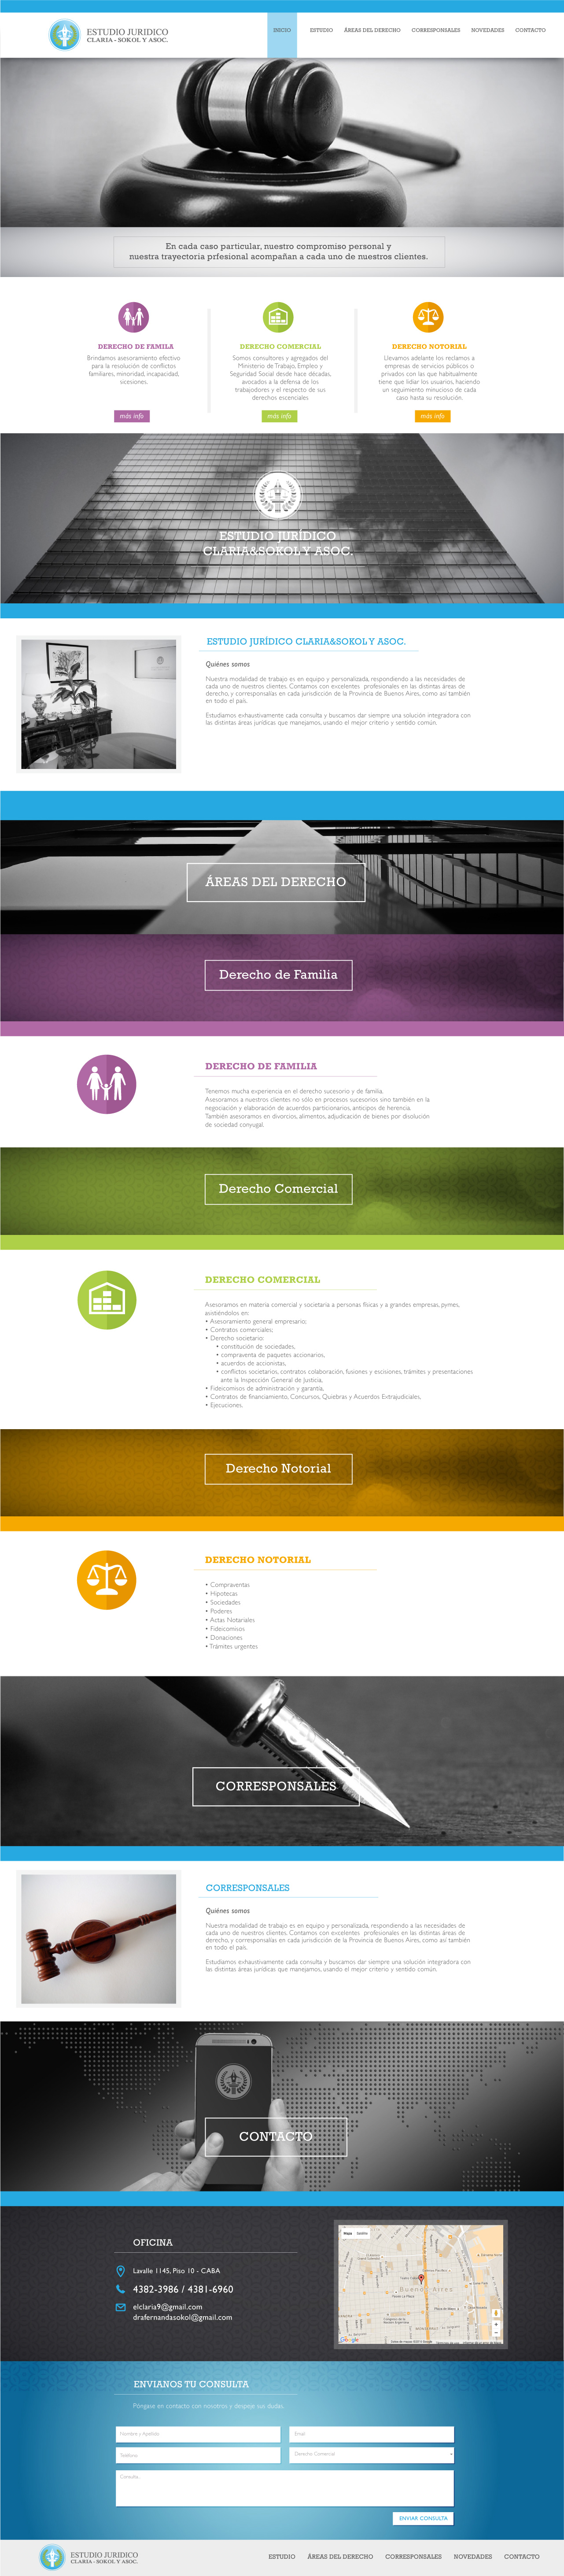 ESTUDIO JURIDICO
CLARIA - SOKOL Y ASOC.
INICIO ESTUDIO ÁREAS DEL DERECHO CORRESPONSALES NOVEDADES CONTACTO
En cada caso particular, nuestro compromiso personal y
nuestra trayectoria prfesional acompañan a cada uno de nuestros clientes.
DERECHO DE FAMILA
Brindamos asesoramiento efectivo
para la resolución de conflictos
familiares, minoridad, incapacidad,
sicesiones.
más info
DERECHO COMERCIAL
Somos consultores y agregados del
Ministerio de Trabajo, Empleo y
Seguridad Social desde hace décadas,
avocados a la defensa de los
trabajadores y el respecto de sus
derechos escenciales
más info
DERECHO NOTORIAL
Llevamos adelante los reclamos a
empresas de servicios públicos o
privados con las que habitualmente
tiene que lidiar los usuarios, haciendo
un seguimiento minucioso de cada
caso hasta su resolución.
más info
ESTUDIO JURÍDICO
CLARIA&SOKOL Y ASOC.
ESTUDIO JURÍDICO CLARIA&SOKOL Y ASOC.
Quiénes somos
Nuestra modalidad de trabajo es en equipo y personalizada, respondiendo a las necesidades de
cada uno de nuestros clientes. Contamos con excelentes profesionales en las distintas áreas de
derecho, y corresponsalías en cada jurisdicción de la Provincia de Buenos Aires, como así también
en todo el país.
Estudiamos exhaustivamente cada consulta y buscamos dar siempre una solución integradora con
las distintas áreas jurídicas que manejamos, usando el mejor criterio y sentido común.
ÁREAS DEL DERECHO
Derecho de Familia
DERECHO DE FAMILIA
Tenemos mucha experiencia en el derecho sucesorio y de familia.
Asesoramos a nuestros clientes no sólo en procesos sucesorios sino también en la
negociación y elaboración de acuerdos particionarios, anticipos de herencia.
También asesoramos en divorcios, alimentos, adjudicación de bienes por disolución
de sociedad conyugal.
Derecho Comercial
DERECHO COMERCIAL
Asesoramos en materia comercial y societaria a personas físicas y a grandes empresas, pymes,
asistiéndolos en:
• Asesoramiento general empresario;
• Contratos comerciales;
• Derecho societario:
• constitución de sociedades,
• compraventa de paquetes accionarios,
• acuerdos de accionistas,
• conflictos societarios, contratos colaboración, fusiones y escisiones, trámites y presentaciones
ante la Inspección General de Justicia,
• Fideicomisos de administración y garantía,
• Contratos de financiamiento, Concursos, Quiebras y Acuerdos Extrajudiciales,
• Ejecuciones.
Derecho Notorial
DERECHO NOTORIAL
• Compraventas
• Hipotecas
• Sociedades
• Poderes
• Actas Notariales
• Fideicomisos
• Donaciones
• Trámites urgentes
CORRESPONSALES
CORRESPONSALES
Quiénes somos
Nuestra modalidad de trabajo es en equipo y personalizada, respondiendo a las necesidades de
cada uno de nuestros clientes. Contamos con excelentes profesionales en las distintas áreas de
derecho, y corresponsalías en cada jurisdicción de la Provincia de Buenos Aires, como así también
en todo el país.
Estudiamos exhaustivamente cada consulta y buscamos dar siempre una solución integradora con
las distintas áreas jurídicas que manejamos, usando el mejor criterio y sentido común.
CONTACTO
OFICINA
Lavalle 1145, Piso 10 - CABA
4382-3986 / 4381-6960
elclaria9@gmail.com
drafernandasokol@gmail.com
Mapa Satélite
Buenos Aires
Google
ENVIANOS TU CONSULTA
Póngase en contacto con nosotros y despeje sus dudas.
Nombre y Apellido
Email
Teléfono
Derecho Comercial
Consulta
ENVIAR CONSULTA
ESTUDIO JURIDICO
CLARIA - SOKOL Y ASOC.
ESTUDIO ÁREAS DEL DERECHO CORRESPONSALES NOVEDADES CONTACTO